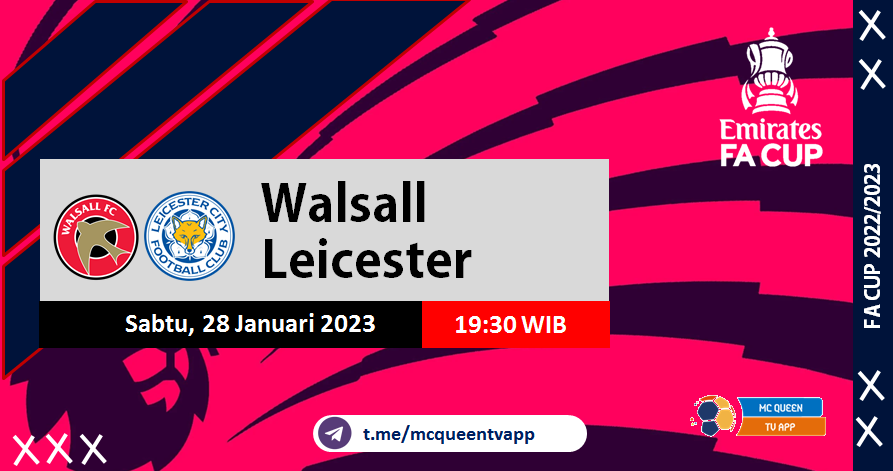 Emirates
FA CUP
WALSALL FC
LEICESTER CITY
FOOTBALL CLUB
Walsall
Leicester
Sabtu, 28 Januari 2023
19:30 WIB
FA CUP 2022/2023
MC QUEEN
TV APP
t.me/mcqueentvapp
XXX